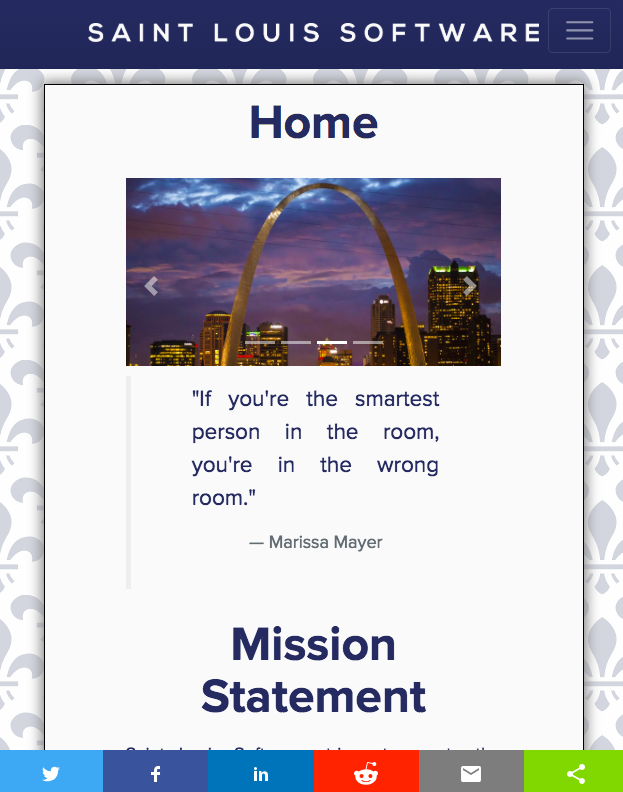 SAINT LOUIS SOFTWARE
Home
"If you're the smartest
person in the room,
you're in the wrong
room."
— Marissa Mayer
Mission
Statement